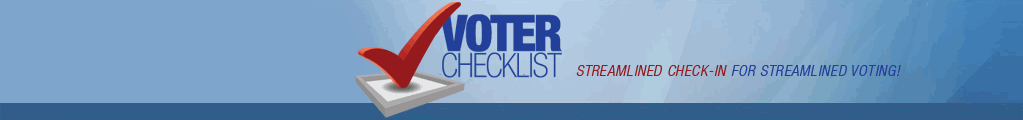 VOTER
CHECKLIST
STREAMLINED CHECK-IN FOR STREAMLINED VOTING!